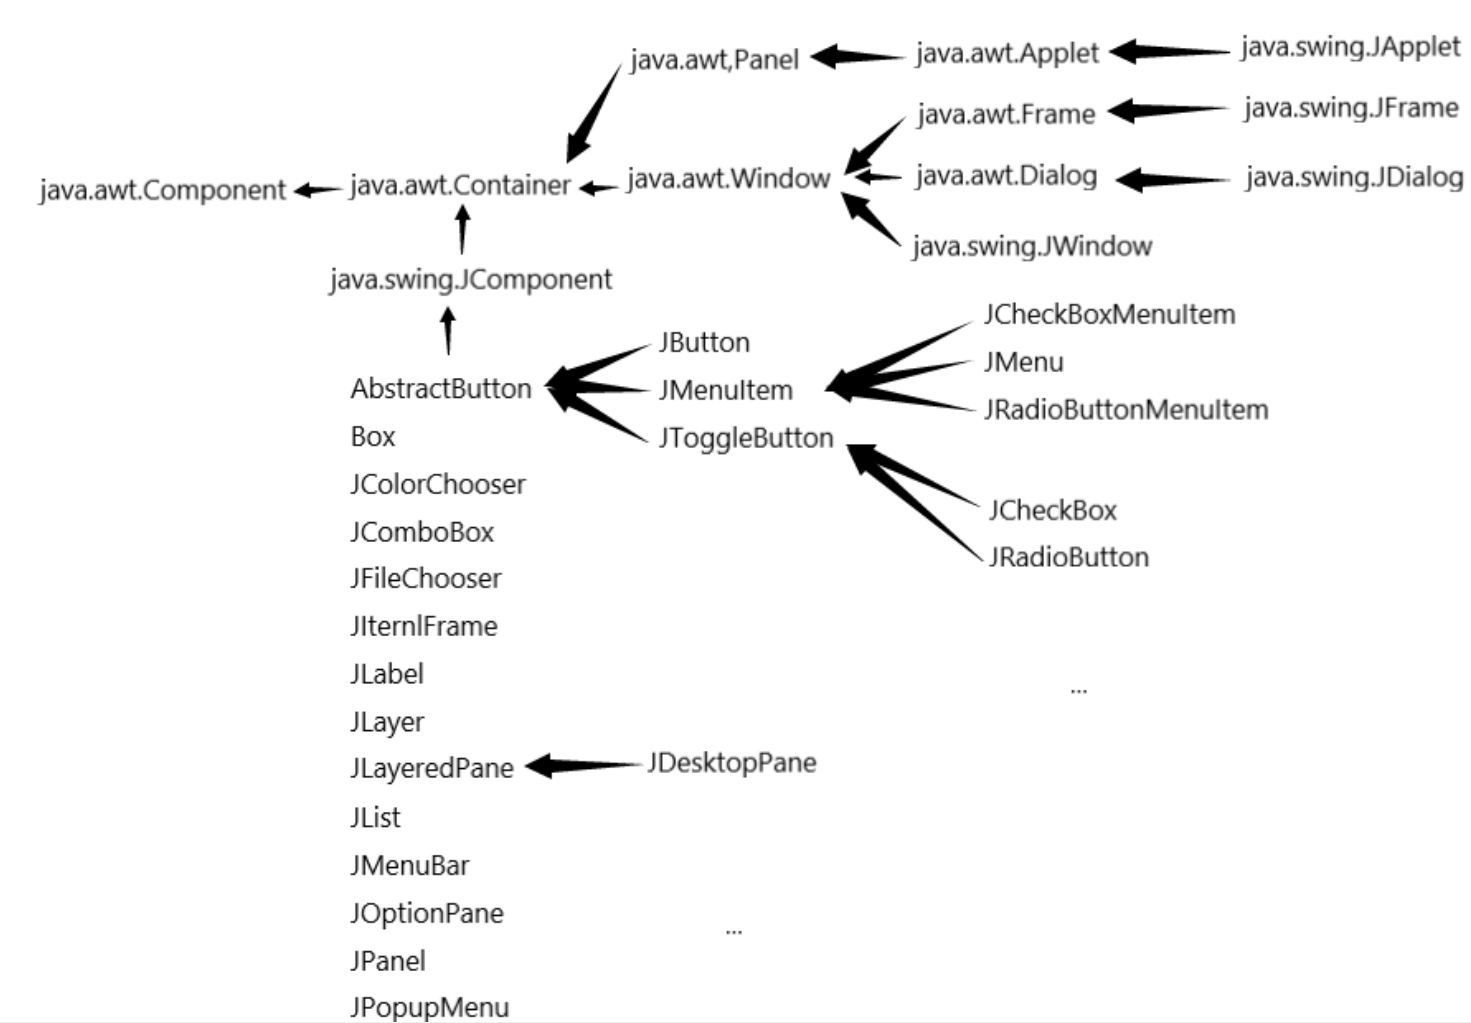 java.awt,Panel java.awt.Applet java.swing.JApplet
java.awt.Frame java.swing.JFrame
java.awt.Component java.awt.Container java.awt.Window java.awt.Dialog java.swing.JDialog
java.swing.JWindow
java.swing.JComponent
JCheckBoxMenuItem
JButton
JMenu
AbstractButton JMenuItem
JRadioButtonMenuItem
Box JToggleButton
JColorChooser
JCheckBox
JComboBox
JRadioButton
JFileChooser
JIternlFrame
JLabel
...
JLayer
JLayeredPane JDesktopPane
JList
JMenuBar
JOptionPane
...
JPanel
JPopupMenu